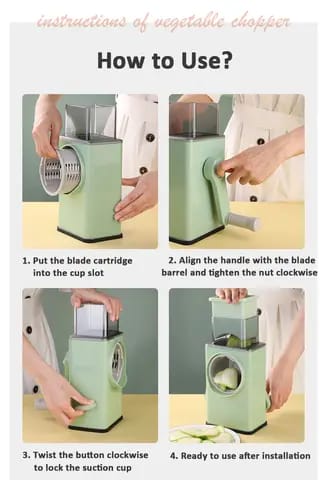 instructions of vegetable chopper
How to Use?
1. Put the blade cartridge
into the cup slot
2. Align the handle with the blade
barrel and tighten the nut clockwise
3. Twist the button clockwise
to lock the suction cup
4. Ready to use after installation